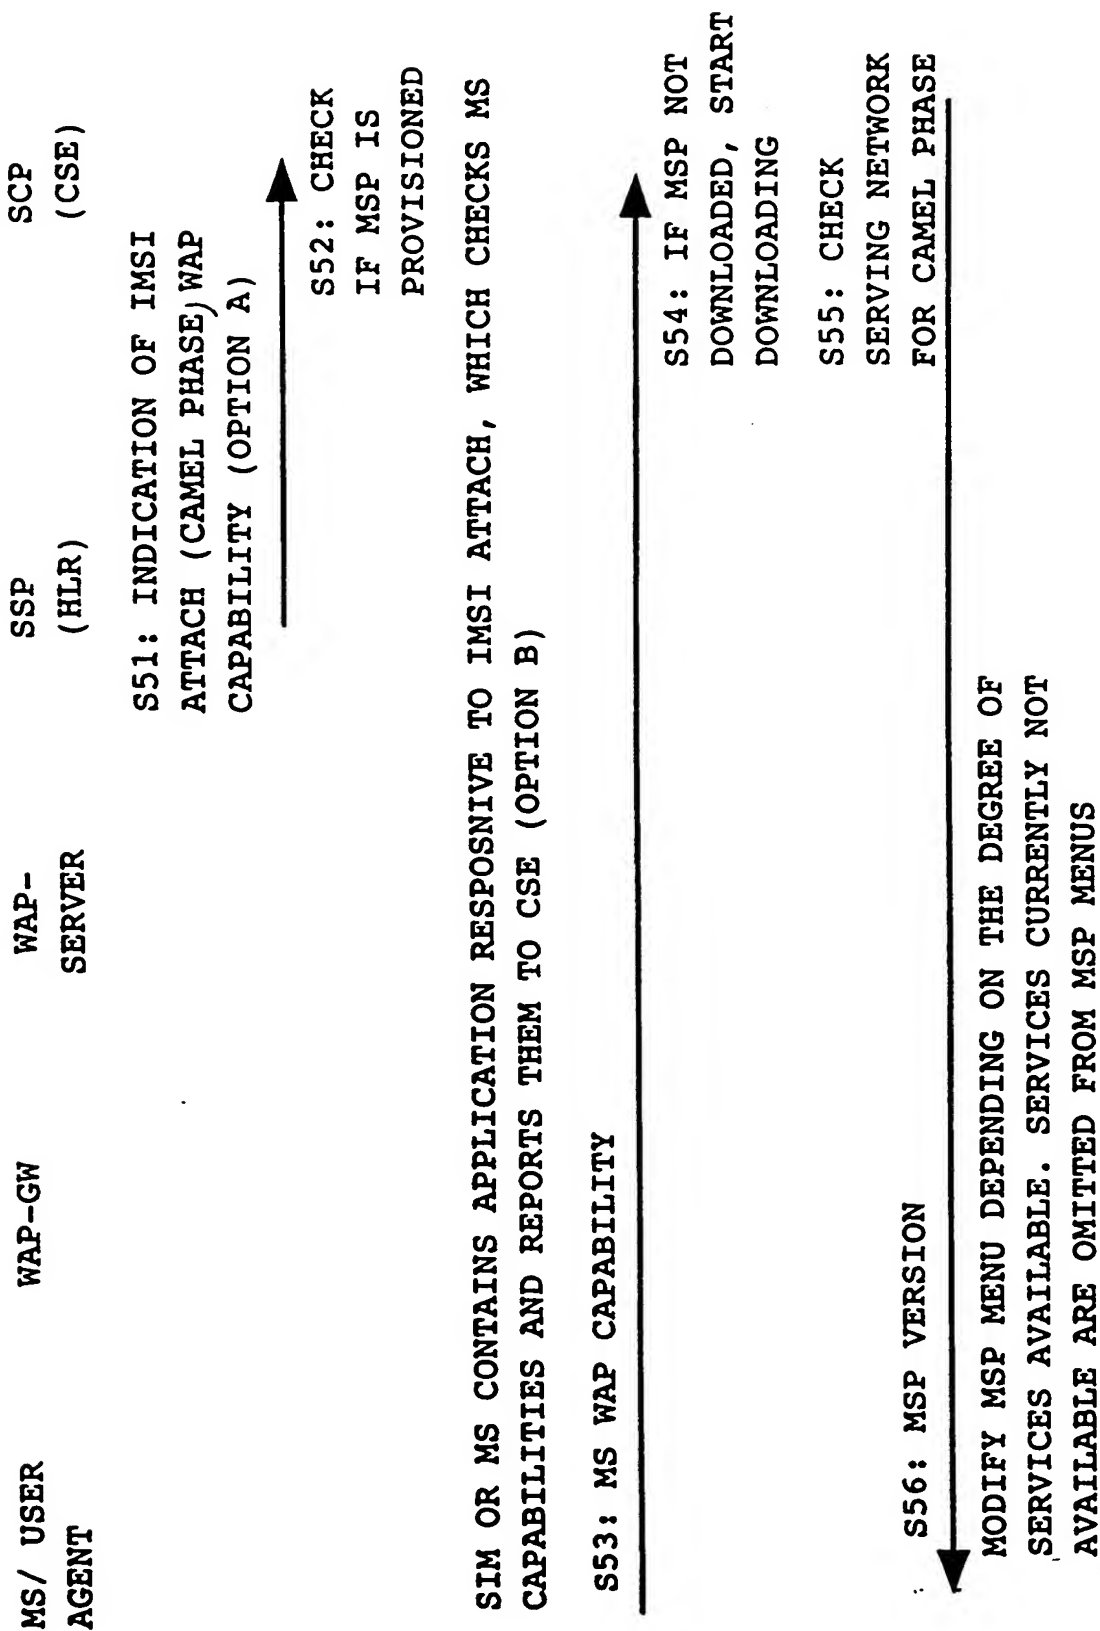 MS/ USER
AGENT
WAP-GW
WAP-
SERVER
SSP
(HLR)
SCP
(CSE)
S51: INDICATION OF IMSI
ATTACH (CAMEL PHASE, WAP
CAPABILITY (OPTION A)
S52: CHECK
IF MSP IS
PROVISIONED
SIM OR MS CONTAINS APPLICATION RESPOSNIVE TO IMSI ATTACH, WHICH CHECKS MS
CAPABILITIES AND REPORTS THEM TO CSE (OPTION B)
S53: MS WAP CAPABILITY
S54: IF MSP NOT
DOWNLOADED, START
DOWNLOADING
S55: CHECK
SERVING NETWORK
FOR CAMEL PHASE
S56: MSP VERSION
MODIFY MSP MENU DEPENDING ON THE DEGREE OF
SERVICES AVAILABLE. SERVICES CURRENTLY NOT
AVAILABLE ARE OMITTED FROM MSP MENUS